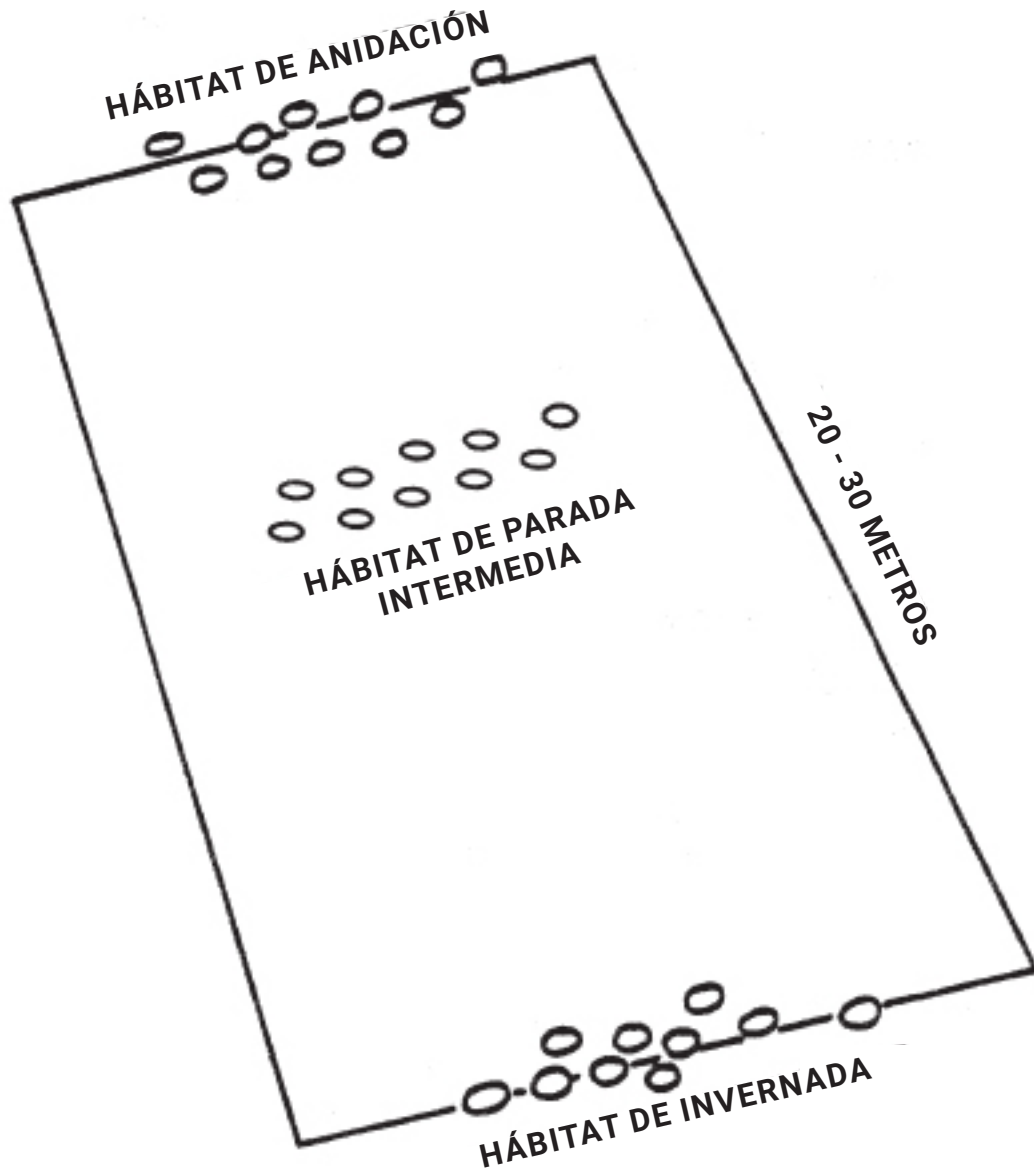 HÁBITAT DE ANIDACIÓN
20 - 30 METROS
HÁBITAT DE PARADA
INTERMEDIA
HÁBITAT DE INVERNADA